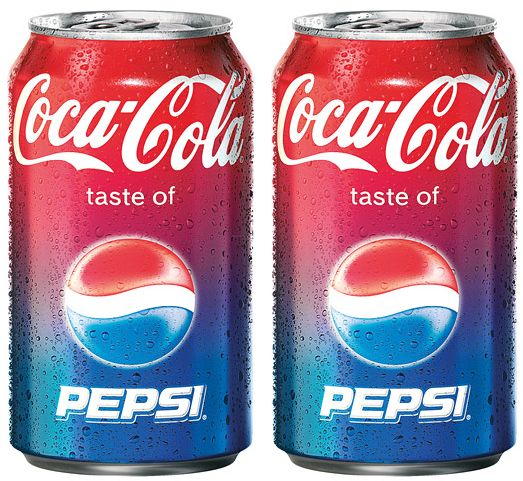 Coca-Cola Coca-Cola
taste of taste of
PEPSI® PEPSI®